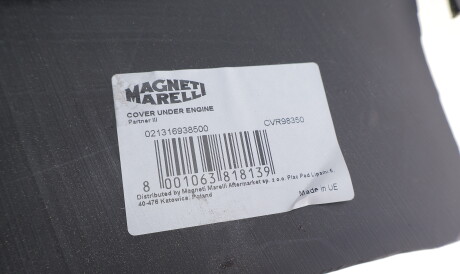 MAGNETI
MARELLI
COVER UNDER ENGINE
Partner III
021316938500 CVR98350
8 001063 818139
Distributed by Magneti Marelli Aftermarket sp. z o.o. Plac Pod Lipami 5
40-476 Katowice, Poland
Made in UE